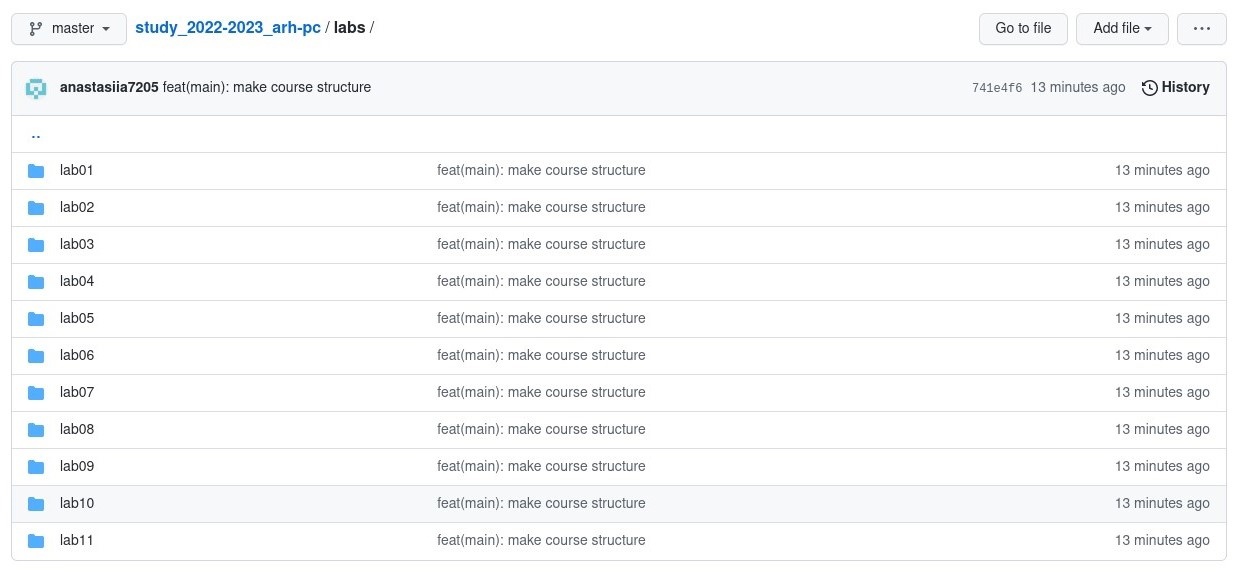 master study_2022-2023_arh-pc / labs / Go to file Add file ...
anastasiia7205 feat(main): make course structure 741e4f6 13 minutes ago History
..
lab01 feat(main): make course structure 13 minutes ago
lab02 feat(main): make course structure 13 minutes ago
lab03 feat(main): make course structure 13 minutes ago
lab04 feat(main): make course structure 13 minutes ago
lab05 feat(main): make course structure 13 minutes ago
lab06 feat(main): make course structure 13 minutes ago
lab07 feat(main): make course structure 13 minutes ago
lab08 feat(main): make course structure 13 minutes ago
lab09 feat(main): make course structure 13 minutes ago
lab10 feat(main): make course structure 13 minutes ago
lab11 feat(main): make course structure 13 minutes ago